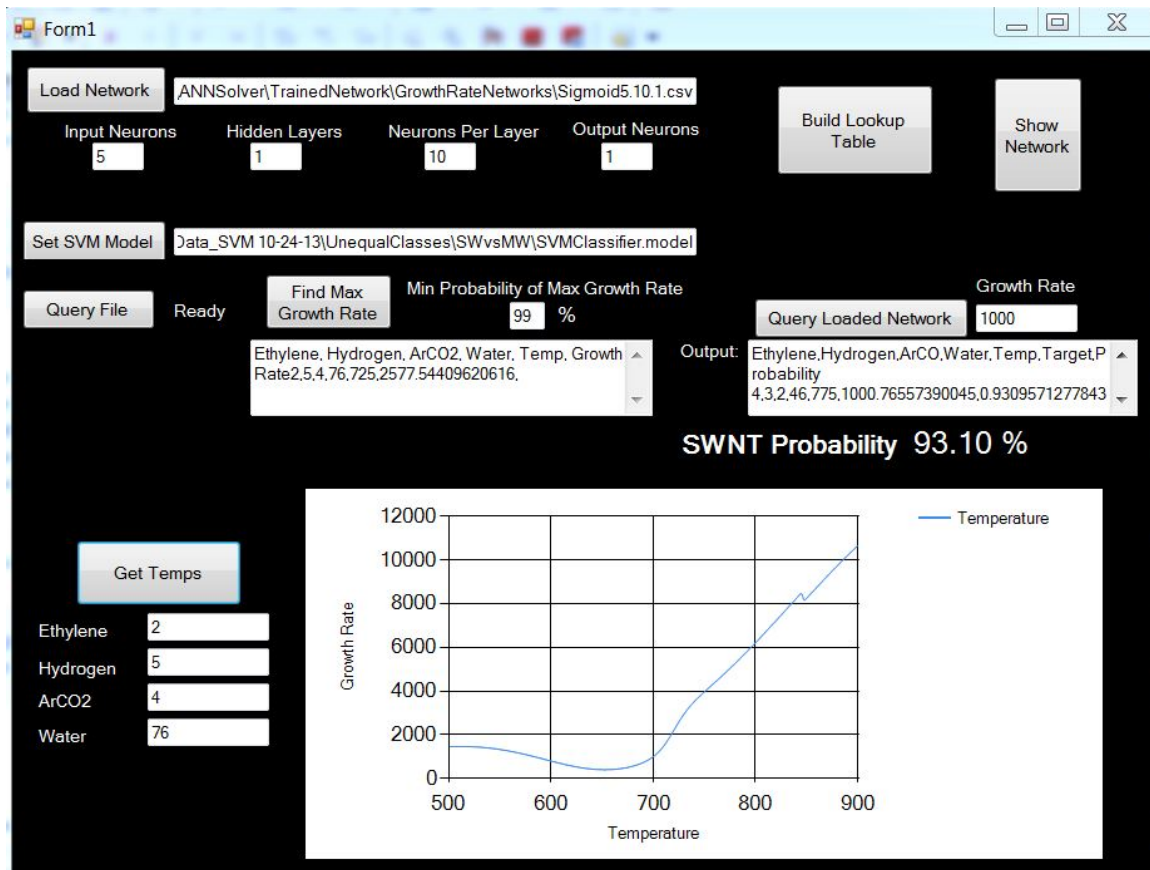 Form1
Load Network
ANNSolver\TrainedNetwork\GrowthRateNetworks\Sigmoid5.10.1.csv
Input Neurons
Hidden Layers
Neurons Per Layer
Output Neurons
5
1
10
1
Build Lookup
Table
Show
Network
Set SVM Model
Data_SVM 10-24-13\UnequalClasses\SWvsMW\SVMClassifier.model
Query File
Ready
Find Max
Growth Rate
Min Probability of Max Growth Rate
99 %
Growth Rate
Query Loaded Network
1000
Ethylene, Hydrogen, ArCO2, Water, Temp, Growth
Rate2,5,4,76,725,2577.54409620616,
Output:
Ethylene,Hydrogen,ArCO,Water,Temp,Target,P
robability
4,3,2,46,775,1000.76557390045,0.9309571277843
SWNT Probability 93.10 %
Get Temps
Ethylene
2
Hydrogen
5
ArCO2
4
Water
76
12000
10000
8000
6000
4000
2000
0
Growth Rate
500
600
700
800
900
Temperature
Temperature